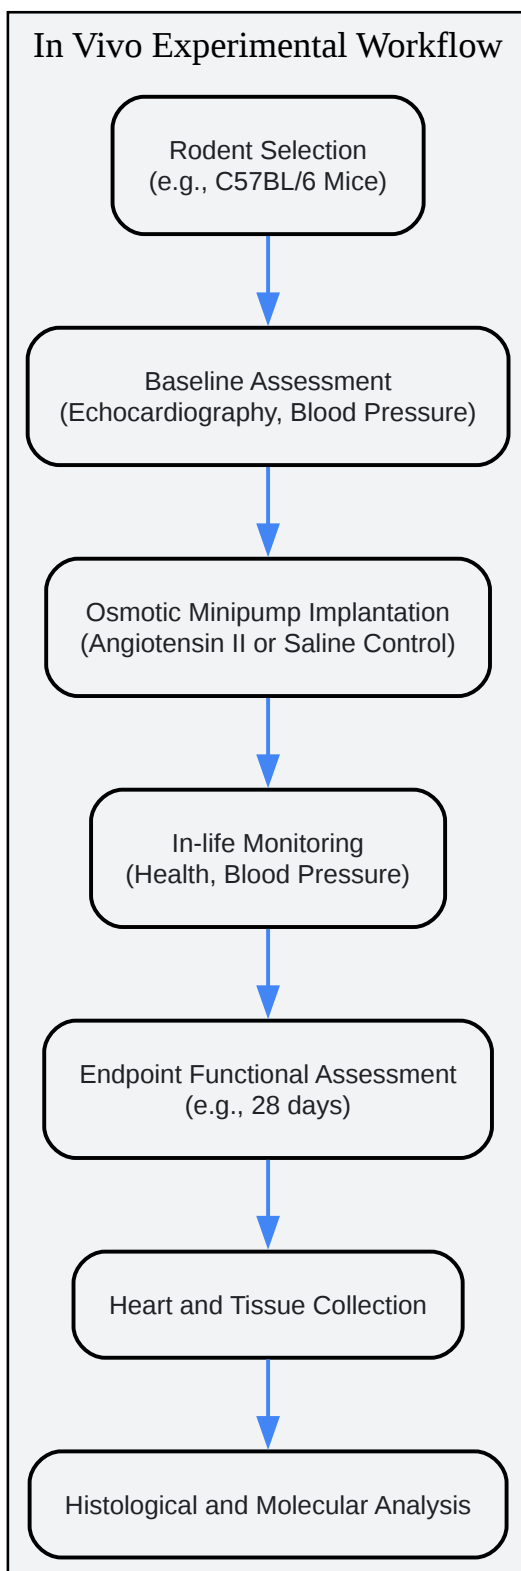 In Vivo Experimental Workflow
Rodent Selection
(e.g., C57BL/6 Mice)
Baseline Assessment
(Echocardiography, Blood Pressure)
Osmotic Minipump Implantation
(Angiotensin II or Saline Control)
In-life Monitoring
(Health, Blood Pressure)
Endpoint Functional Assessment
(e.g., 28 days)
Heart and Tissue Collection
Histological and Molecular Analysis